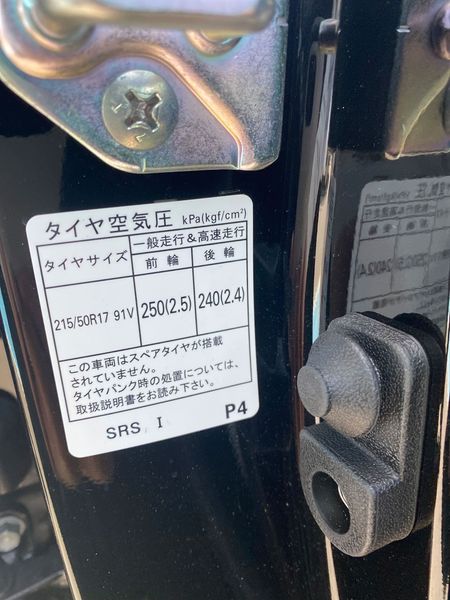 タイヤ空気圧 kPa(kgf/cm²)
タイヤサイズ 一般走行&高速走行
前輪 後輪
215/50R17 91V 250(2.5) 240(2.4)
この車両はスペアタイヤが搭載
されていません。
タイヤパンク時の処置については、
取扱説明書をお読み下さい。
SRS I P4